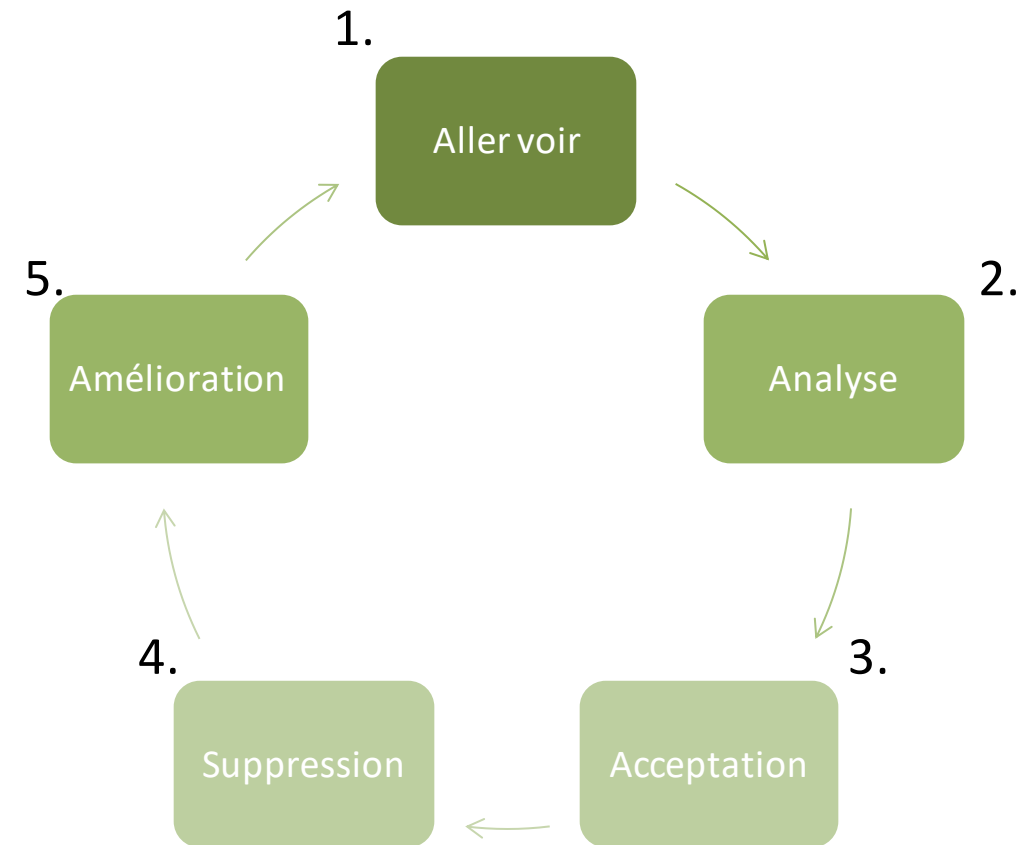 1.
Aller voir
2.
Analyse
3.
Acceptation
4.
Suppression
5.
Amélioration